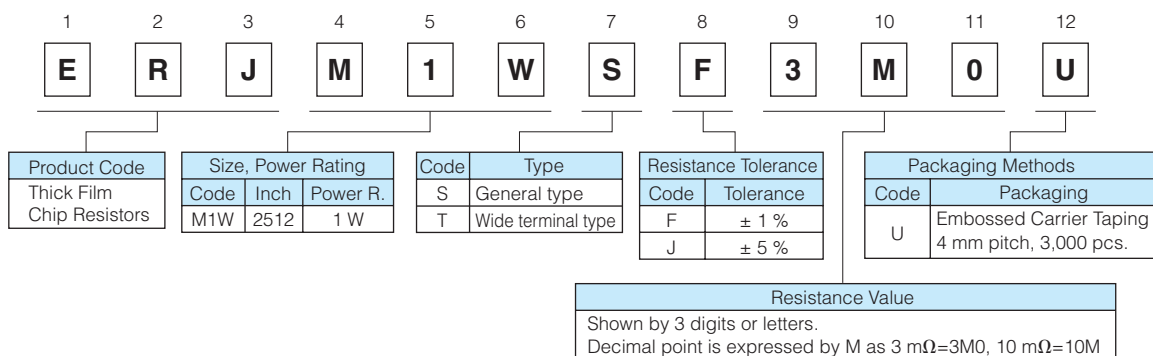 1 2 3 4 5 6 7 8 9 10 11 12
E R J M 1 W S F 3 M 0 U
Product Code
Thick Film
Chip Resistors
Size, Power Rating
Code Inch Power R.
M1W 2512 1 W
Code Type
S General type
T Wide terminal type
Resistance Tolerance
Code Tolerance
F ± 1 %
J ± 5 %
Packaging Methods
Code Packaging
U Embossed Carrier Taping
4 mm pitch, 3,000 pcs.
Resistance Value
Shown by 3 digits or letters.
Decimal point is expressed by M as 3 mΩ=3M0, 10 mΩ=10M